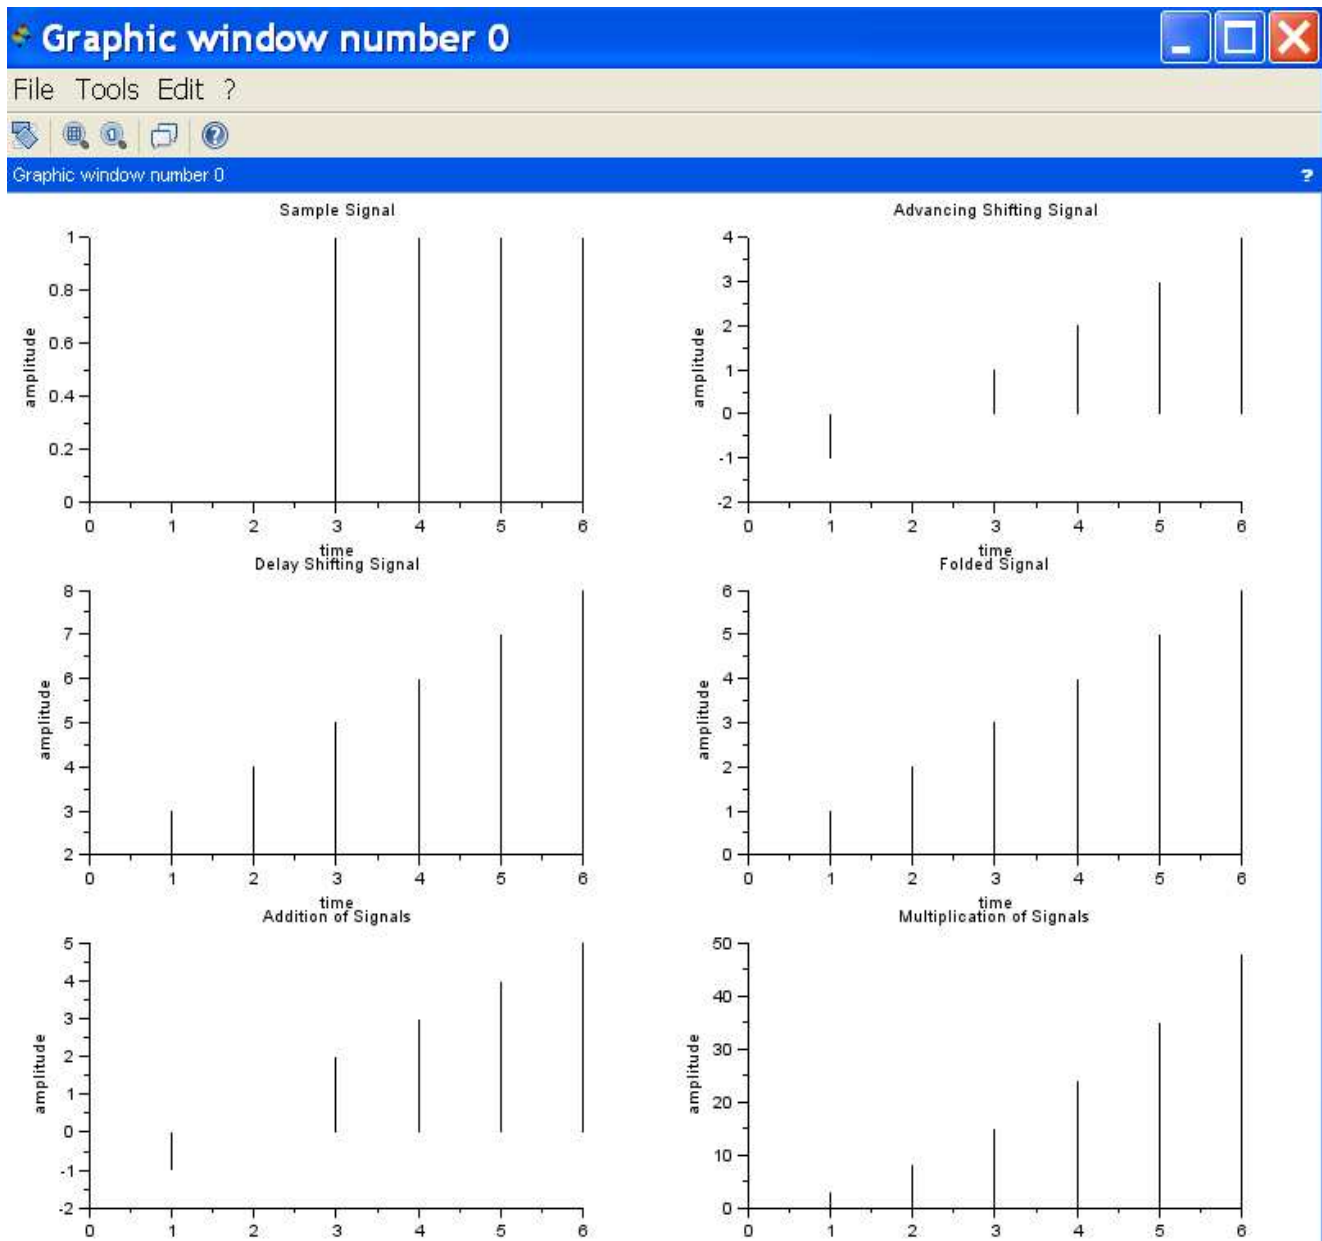 Graphic window number 0
File Tools Edit ?
Graphic window number 0 ?
Sample Signal
1
0.8
0.6
0.4
0.2
0
amplitude
0 1 2 3 4 5 6
time
Advancing Shifting Signal
4
3
2
1
0
-1
-2
amplitude
0 1 2 3 4 5 6
time
Delay Shifting Signal
8
7
6
5
4
3
2
amplitude
0 1 2 3 4 5 6
time
Folded Signal
6
5
4
3
2
1
0
amplitude
0 1 2 3 4 5 6
time
Addition of Signals
5
4
3
2
1
0
-1
-2
amplitude
0 1 2 3 4 5 6
Multiplication of Signals
50
40
30
20
10
0
amplitude
0 1 2 3 4 5 6